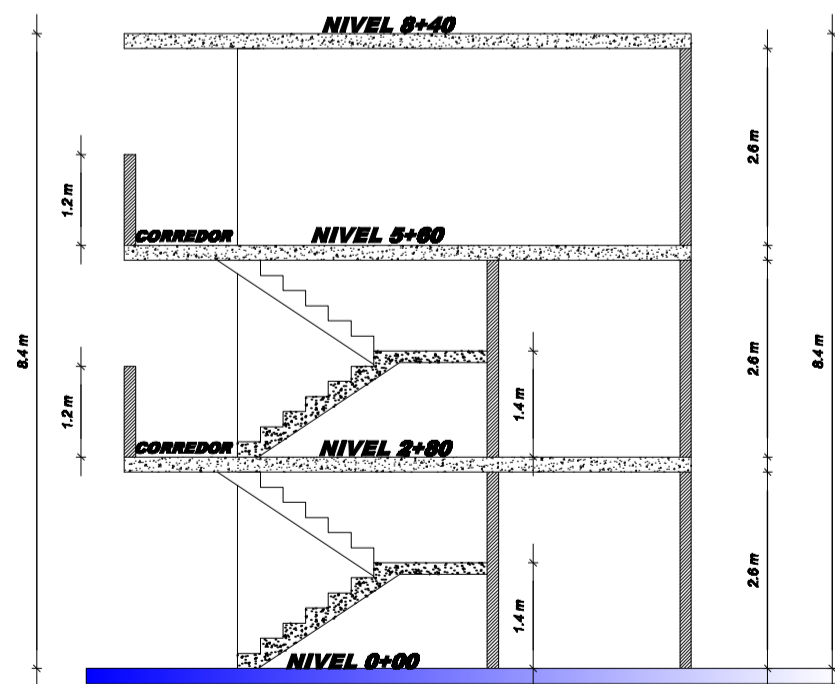 NIVEL 8+40
2.6 m
1.2 m
CORREDOR
NIVEL 5+60
8.4 m
8.4 m
2.6 m
1.2 m
1.4 m
CORREDOR
NIVEL 2+80
2.6 m
1.4 m
NIVEL 0+00